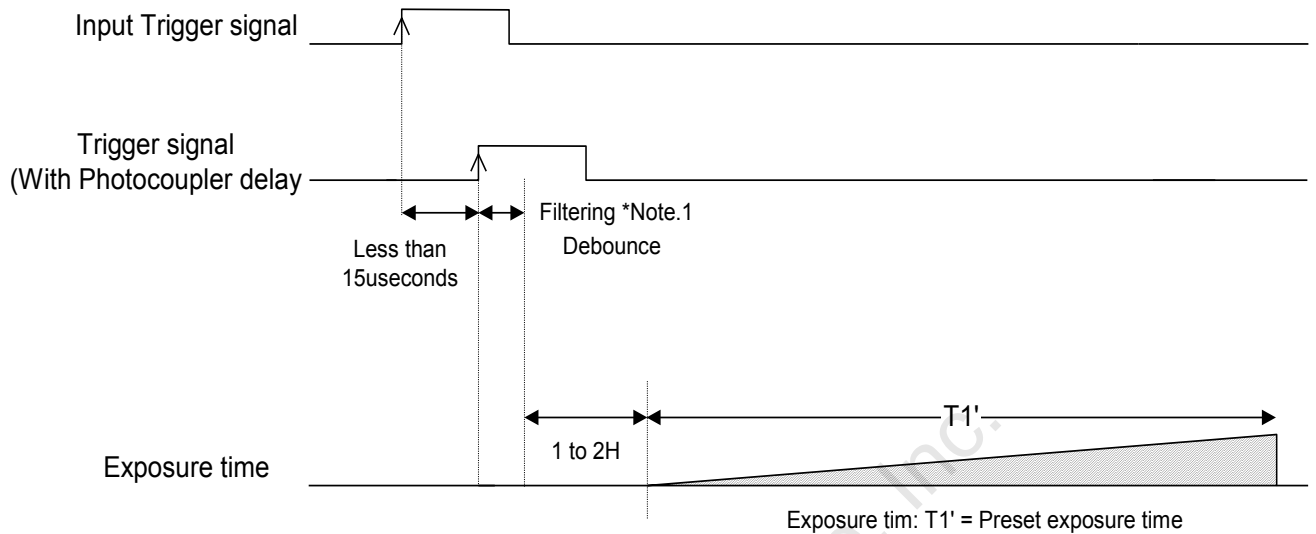 Input Trigger signal
Trigger signal
(With Photocoupler delay
Filtering *Note.1
Debounce
Less than
15useconds
T1'
1 to 2H
Exposure time
Inc.
Exposure tim: T1' = Preset exposure time